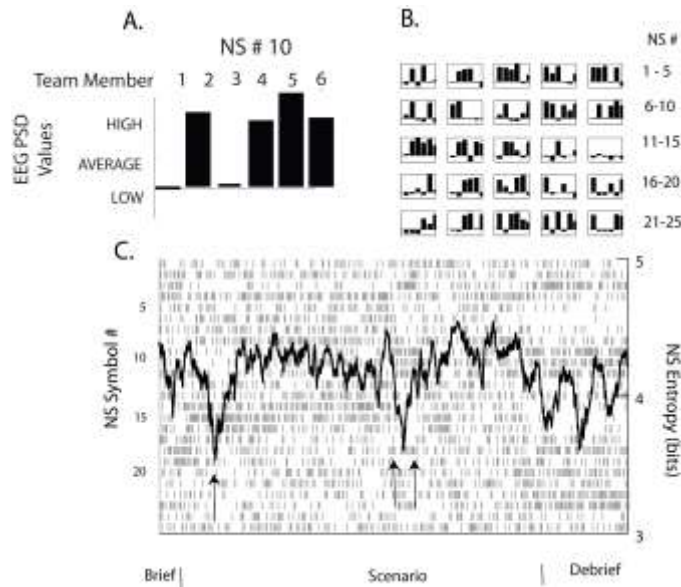 A.
NS # 10
Team Member 1 2 3 4 5 6
EEG PSD
Values
HIGH
AVERAGE
LOW
B.
NS #
1 - 5
6-10
11-15
16-20
21-25
C.
NS Symbol #
5
10
15
20
5
4
3
NS Entropy (bits)
Brief
Scenario
Debrief